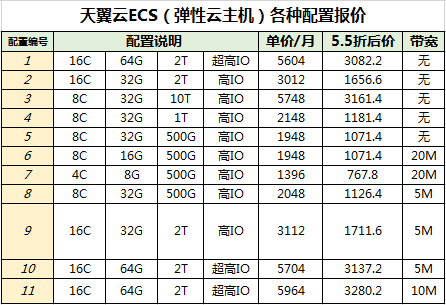 天翼云ECS（弹性云主机）各种配置报价
配置编号 配置说明 单价/月 5.5折后价 带宽
1 16C 64G 2T 超高IO 5604 3082.2 无
2 16C 32G 2T 高IO 3012 1656.6 无
3 8C 32G 10T 高IO 5748 3161.4 无
4 8C 32G 1T 高IO 2148 1181.4 无
5 8C 32G 500G 高IO 1948 1071.4 无
6 8C 16G 500G 高IO 1948 1071.4 20M
7 4C 8G 500G 高IO 1396 767.8 20M
8 8C 32G 500G 高IO 2048 1126.4 5M
9 16C 32G 2T 高IO 3112 1711.6 5M
10 16C 64G 2T 超高IO 5704 3137.2 5M
11 16C 64G 2T 超高IO 5964 3280.2 10M